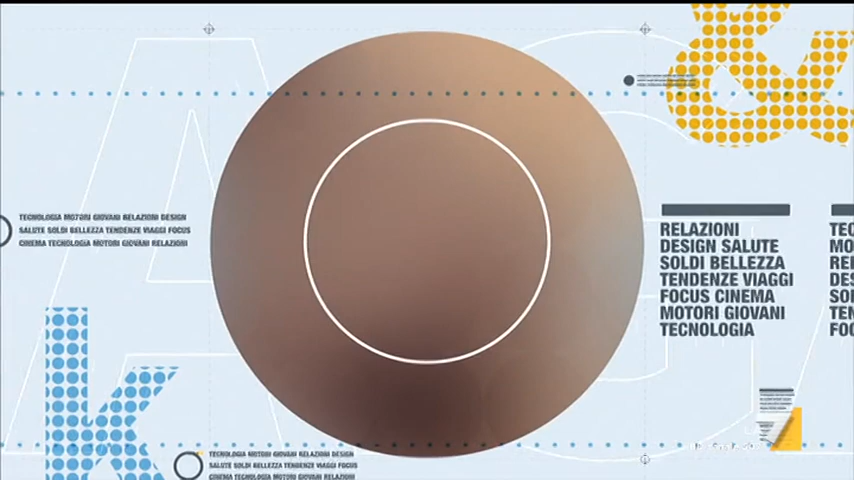 &
TECNOLOGIA MOTORI GIOVANI RELAZIONI DESIGN
SALUTE SOLDI BELLEZZA TENDENZE VIAGGI FOCUS
CINEMA TECNOLOGIA MOTORI GIOVANI RELAZIONI
RELAZIONI
DESIGN SALUTE
SOLDI BELLEZZA
TENDENZE VIAGGI
FOCUS CINEMA
MOTORI GIOVANI
TECNOLOGIA
k
TECNOLOGIA MOTORI GIOVANI RELAZIONI DESIGN
SALUTE SOLDI BELLEZZA TENDENZE VIAGGI FOCUS
CINEMA TECNOLOGIA MOTORI GIOVANI RELAZIONI
7